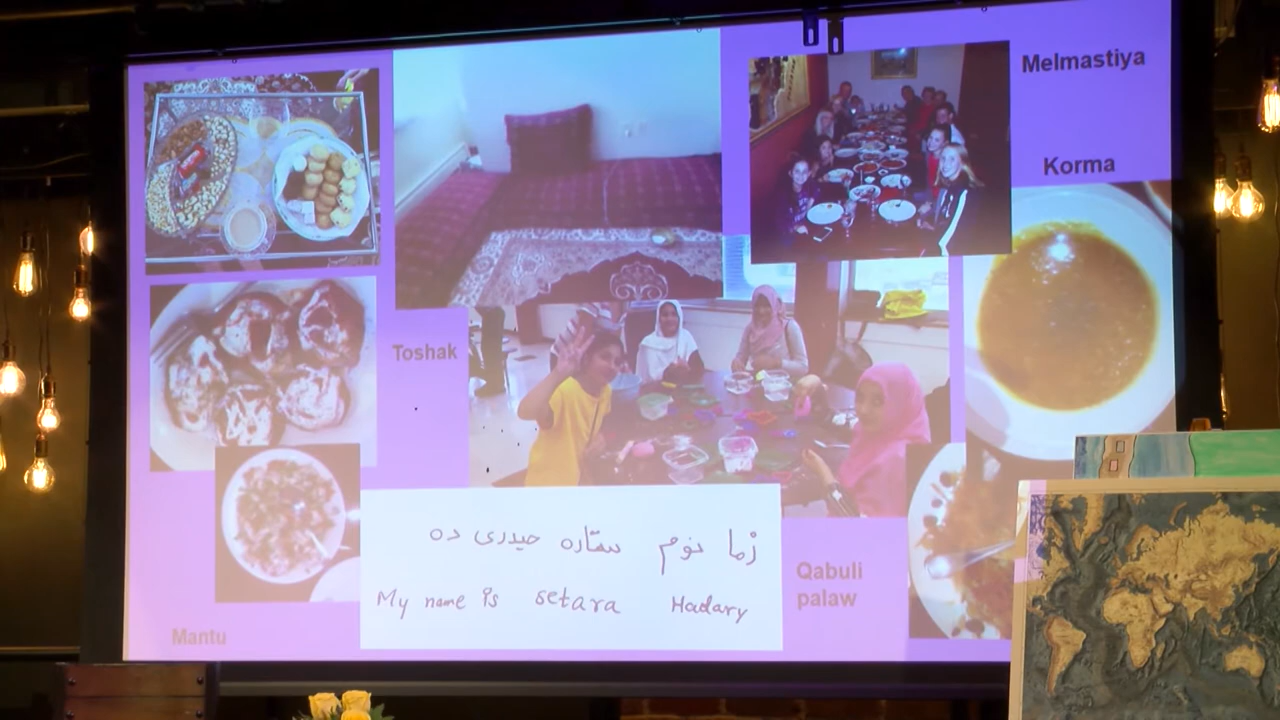 Melmastiya
Korma
Toshak
زما نوم ستاره حیدری ده
My name is setara Hadary
Qabuli
palaw
Mantu